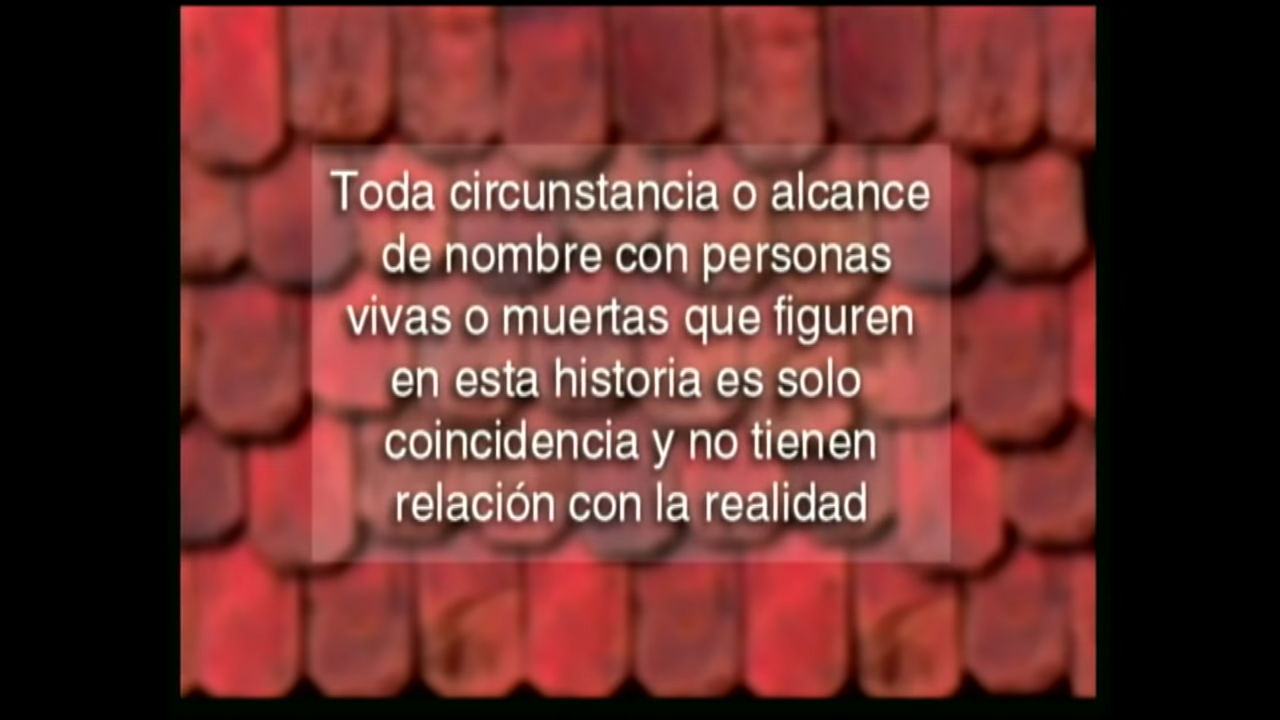 Toda circunstancia o alcance
de nombre con personas
vivas o muertas que figuren
en esta historia es solo
coincidencia y no tienen
relación con la realidad